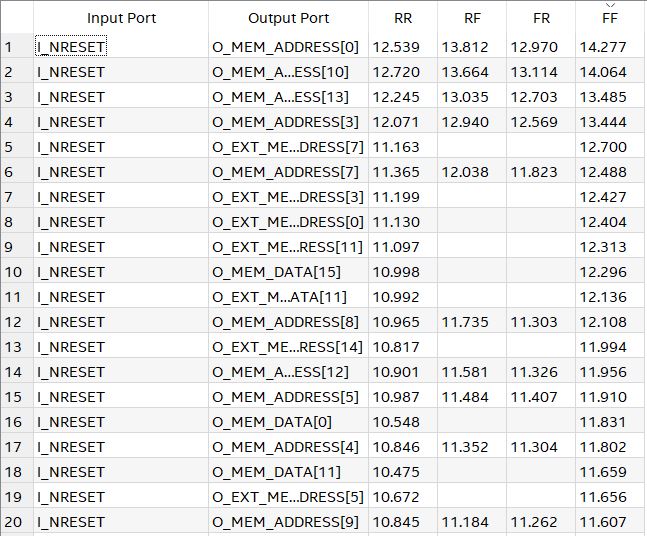 Input Port Output Port RR RF FR FF
1 I_NRESET O_MEM_ADDRESS[0] 12.539 13.812 12.970 14.277
2 I_NRESET O_MEM_A...ESS[10] 12.720 13.664 13.114 14.064
3 I_NRESET O_MEM_A...ESS[13] 12.245 13.035 12.703 13.485
4 I_NRESET O_MEM_ADDRESS[3] 12.071 12.940 12.569 13.444
5 I_NRESET O_EXT_ME...DRESS[7] 11.163 12.700
6 I_NRESET O_MEM_ADDRESS[7] 11.365 12.038 11.823 12.488
7 I_NRESET O_EXT_ME...DRESS[3] 11.199 12.427
8 I_NRESET O_EXT_ME...DRESS[0] 11.130 12.404
9 I_NRESET O_EXT_ME...RESS[11] 11.097 12.313
10 I_NRESET O_MEM_DATA[15] 10.998 12.296
11 I_NRESET O_EXT_M...ATA[11] 10.992 12.136
12 I_NRESET O_MEM_ADDRESS[8] 10.965 11.735 11.303 12.108
13 I_NRESET O_EXT_ME...RESS[14] 10.817 11.994
14 I_NRESET O_MEM_A...ESS[12] 10.901 11.581 11.326 11.956
15 I_NRESET O_MEM_ADDRESS[5] 10.987 11.484 11.407 11.910
16 I_NRESET O_MEM_DATA[0] 10.548 11.831
17 I_NRESET O_MEM_ADDRESS[4] 10.846 11.352 11.304 11.802
18 I_NRESET O_MEM_DATA[11] 10.475 11.659
19 I_NRESET O_EXT_ME...DRESS[5] 10.672 11.656
20 I_NRESET O_MEM_ADDRESS[9] 10.845 11.184 11.262 11.607